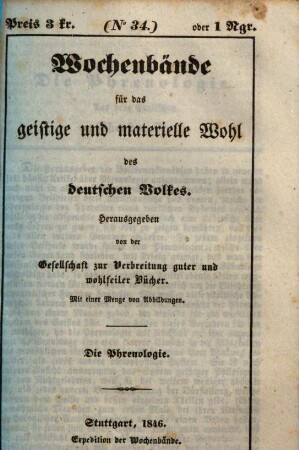 Preis 3 kr. (No 34.) oder 1 Ngr.
Wochenbände
für das
geistige und materielle Wohl
des
deutschen Volkes.
Herausgegeben
von der
Gesellschaft zur Verbreitung guter und
wohlfeiler Bücher.
Mit einer Menge von Abbildungen.
Die Phrenologie.
Stuttgart, 1846.
Expedition der Wochenbände.